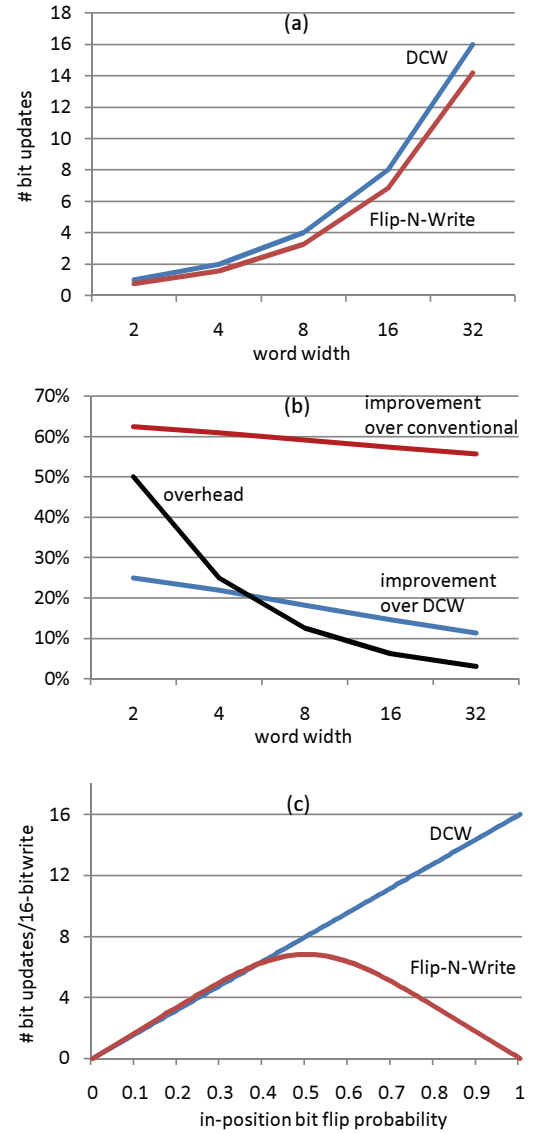 (a)
18
16
14
12
10
8
6
4
2
0
# bit updates
DCW
Flip-N-Write
2 4 8 16 32
word width
(b)
70%
60%
50%
40%
30%
20%
10%
0%
improvement
over conventional
overhead
improvement
over DCW
2 4 8 16 32
word width
(c)
16
12
8
4
0
# bit updates/16-bit write
DCW
Flip-N-Write
0 0.1 0.2 0.3 0.4 0.5 0.6 0.7 0.8 0.9 1
in-position bit flip probability